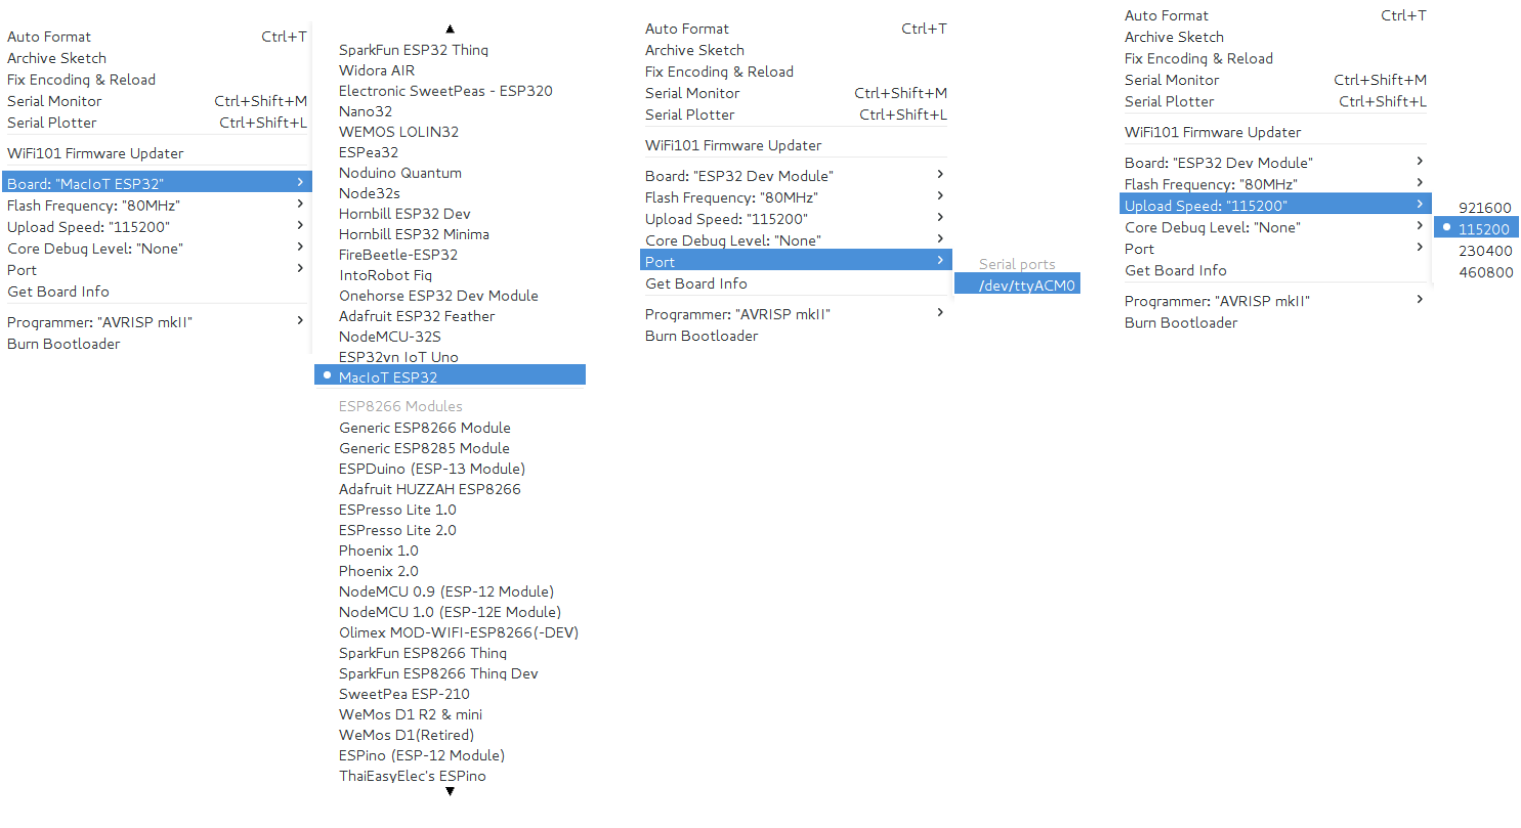 Auto Format Ctrl+T
Archive Sketch
Fix Encoding & Reload
Serial Monitor Ctrl+Shift+M
Serial Plotter Ctrl+Shift+L
WiFi101 Firmware Updater
Board: "MacIoT ESP32"
Flash Frequency: "80MHz"
Upload Speed: "115200"
Core Debug Level: "None"
Port
Get Board Info
Programmer: "AVRISP mkII"
Burn Bootloader
SparkFun ESP32 Thing
Widora AIR
Electronic SweetPeas - ESP320
Nano32
WEMOS LOLIN32
ESPea32
Noduino Quantum
Node32s
Hornbill ESP32 Dev
Hornbill ESP32 Minima
FireBeetle-ESP32
IntoRobot Fig
Onehorse ESP32 Dev Module
Adafruit ESP32 Feather
NodeMCU-32S
ESP32vn IoT Uno
MacIoT ESP32
ESP8266 Modules
Generic ESP8266 Module
Generic ESP8285 Module
ESPDuino (ESP-13 Module)
Adafruit HUZZAH ESP8266
ESPresso Lite 1.0
ESPresso Lite 2.0
Phoenix 1.0
Phoenix 2.0
NodeMCU 0.9 (ESP-12 Module)
NodeMCU 1.0 (ESP-12E Module)
Olimex MOD-WIFI-ESP8266(-DEV)
SparkFun ESP8266 Thing
SparkFun ESP8266 Thing Dev
SweetPea ESP-210
WeMos D1 R2 & mini
WeMos D1(Retired)
ESPino (ESP-12 Module)
ThaiEasyElec's ESPino
Auto Format Ctrl+T
Archive Sketch
Fix Encoding & Reload
Serial Monitor Ctrl+Shift+M
Serial Plotter Ctrl+Shift+L
WiFi101 Firmware Updater
Board: "ESP32 Dev Module"
Flash Frequency: "80MHz"
Upload Speed: "115200"
Core Debug Level: "None"
Port
Get Board Info
Programmer: "AVRISP mkII"
Burn Bootloader
Serial ports
/dev/ttyACM0
Auto Format Ctrl+T
Archive Sketch
Fix Encoding & Reload
Serial Monitor Ctrl+Shift+M
Serial Plotter Ctrl+Shift+L
WiFi101 Firmware Updater
Board: "ESP32 Dev Module"
Flash Frequency: "80MHz"
Upload Speed: "115200"
Core Debug Level: "None"
Port
Get Board Info
Programmer: "AVRISP mkII"
Burn Bootloader
921600
115200
230400
460800